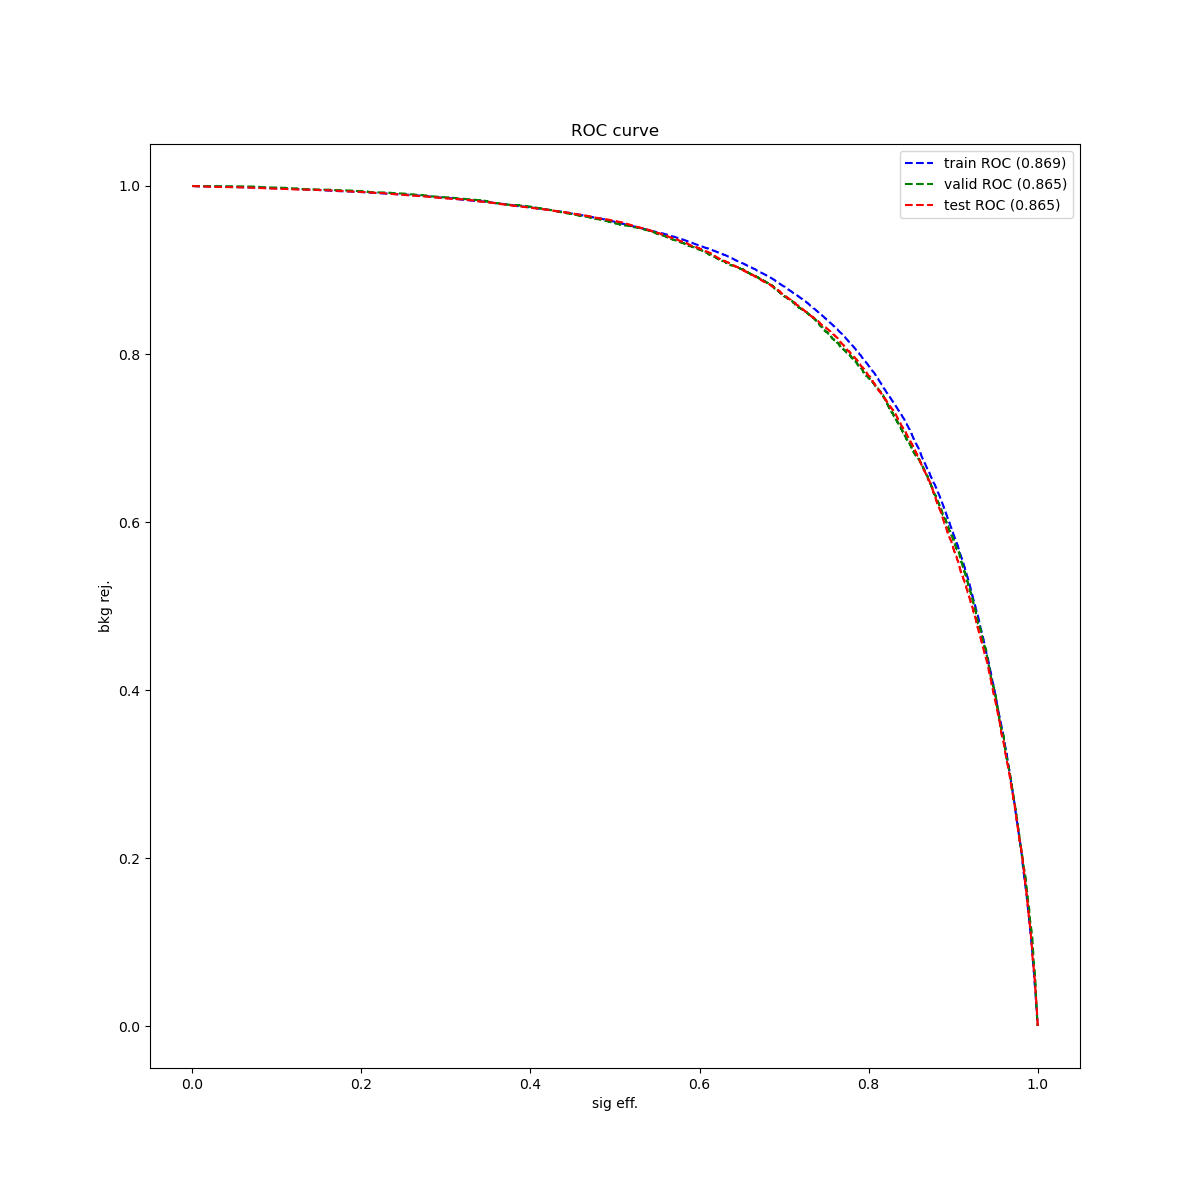 ROC curve
train ROC (0.869)
valid ROC (0.865)
test ROC (0.865)
bkg rej.
1.0
0.8
0.6
0.4
0.2
0.0
0.0 0.2 0.4 0.6 0.8 1.0
sig eff.